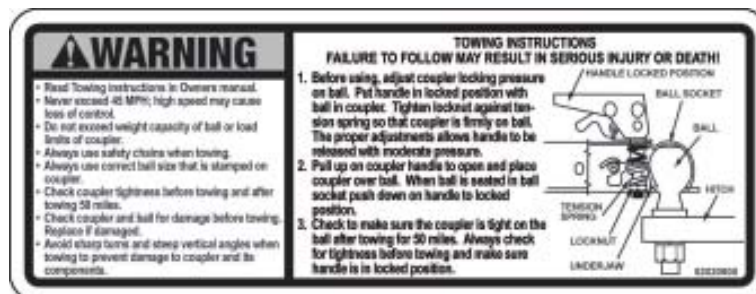 WARNING
• Read Towing instructions in Owners manual.
• Never exceed 45 MPH; high speed may cause
loss of control.
• Do not exceed weight capacity of ball or load
limits of coupler.
• Always use safety chains when towing.
• Always use correct ball size that is stamped on
coupler.
• Check coupler tightness before towing and after
towing 50 miles.
• Check coupler and ball for damage before towing.
Replace if damaged.
• Avoid sharp turns and steep vertical angles when
towing to prevent damage to coupler and its
components.
TOWING INSTRUCTIONS
FAILURE TO FOLLOW MAY RESULT IN SERIOUS INJURY OR DEATH!
1. Before using, adjust coupler locking pressure
on ball. Put handle in locked position with
ball in coupler. Tighten locknut against ten-
sion spring so that coupler is firmly on ball.
The proper adjustments allows handle to be
released with moderate pressure.
2. Pull up on coupler handle to open and place
coupler over ball. When ball is seated in ball
socket push down on handle to locked
position.
3. Check to make sure the coupler is tight on the
ball after towing for 50 miles. Always check
for tightness before towing and make sure
handle is in locked position.
HANDLE LOCKED POSITION
BALL SOCKET
BALL
HITCH
TENSION
SPRING
LOCKNUT
UNDERJAW